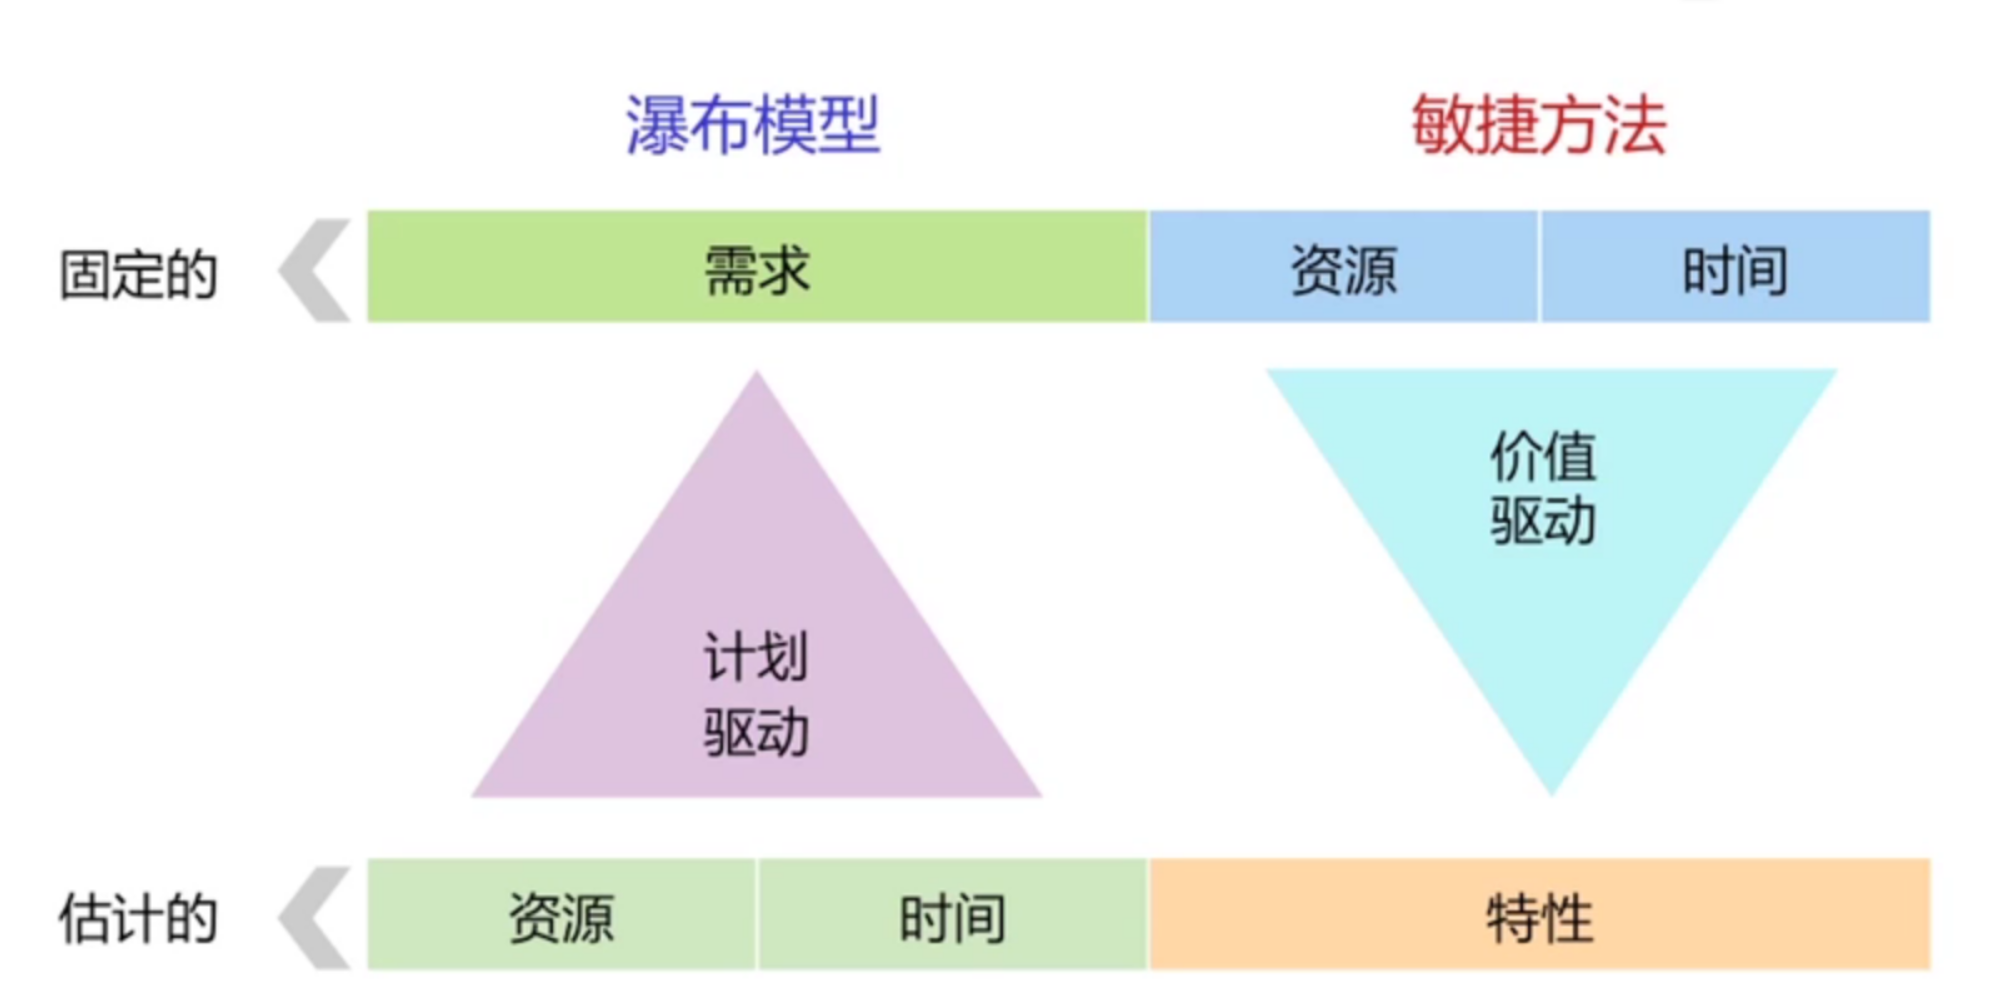 瀑布模型
敏捷方法
固定的
需求
资源
时间
计划
驱动
价值
驱动
估计的
资源
时间
特性